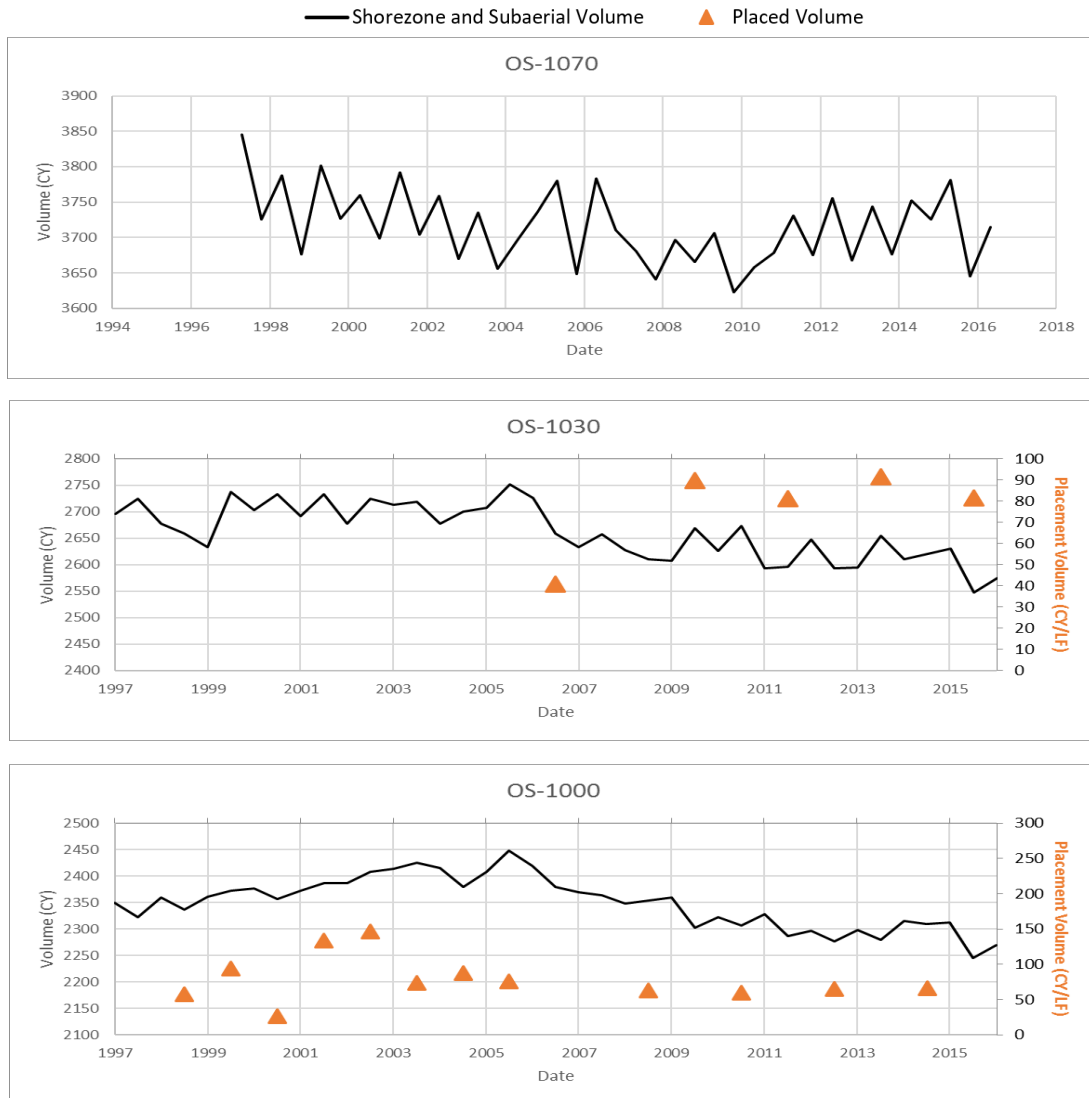 Shorezone and Subaerial Volume Placed Volume
OS-1070
3900
3850
3800
3750
3700
3650
3600
Volume (CY)
1994 1996 1998 2000 2002 2004 2006 2008 2010 2012 2014 2016 2018
Date
OS-1030
2800
2750
2700
2650
2600
2550
2500
2450
2400
Volume (CY)
100
90
80
70
60
50
40
30
20
10
0
Placement Volume (CY/LF)
1997 1999 2001 2003 2005 2007 2009 2011 2013 2015
Date
OS-1000
2500
2450
2400
2350
2300
2250
2200
2150
2100
Volume (CY)
300
250
200
150
100
50
0
Placement Volume (CY/LF)
1997 1999 2001 2003 2005 2007 2009 2011 2013 2015
Date